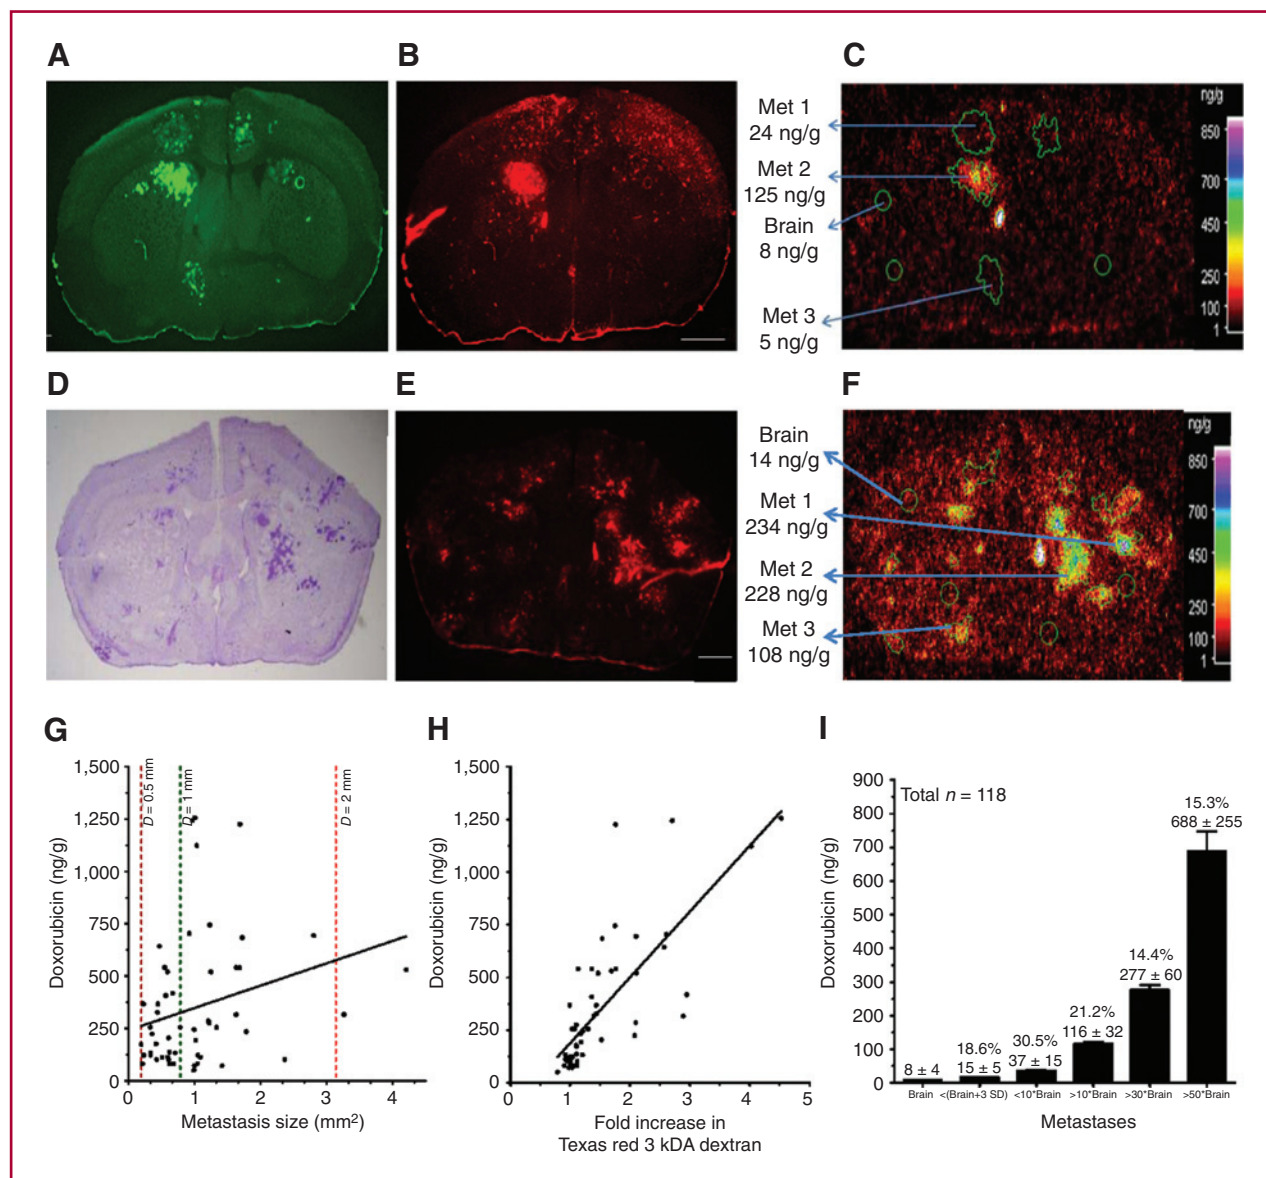 A
B
C
Met 1
24 ng/g
Met 2
125 ng/g
Brain
8 ng/g
Met 3
5 ng/g
ng/g
850
700
450
250
100
1
D
E
F
Brain
14 ng/g
Met 1
234 ng/g
Met 2
228 ng/g
Met 3
108 ng/g
ng/g
850
700
450
250
100
1
G
1,500
1,250
1,000
750
500
250
0
Doxorubicin (ng/g)
D = 0.5 mm
D = 1 mm
D = 2 mm
0 1 2 3 4
Metastasis size (mm²)
H
1,500
1,250
1,000
750
500
250
0
Doxorubicin (ng/g)
0 1 2 3 4 5
Fold increase in
Texas red 3 kDA dextran
I
900
800
700
600
500
400
300
200
100
0
Doxorubicin (ng/g)
Total n = 118
8 ± 4
18.6%
15 ± 5
30.5%
37 ± 15
21.2%
116 ± 32
14.4%
277 ± 60
15.3%
688 ± 255
Brain <(Brain+3 SD) <10*Brain >10*Brain >30*Brain >50*Brain
Metastases